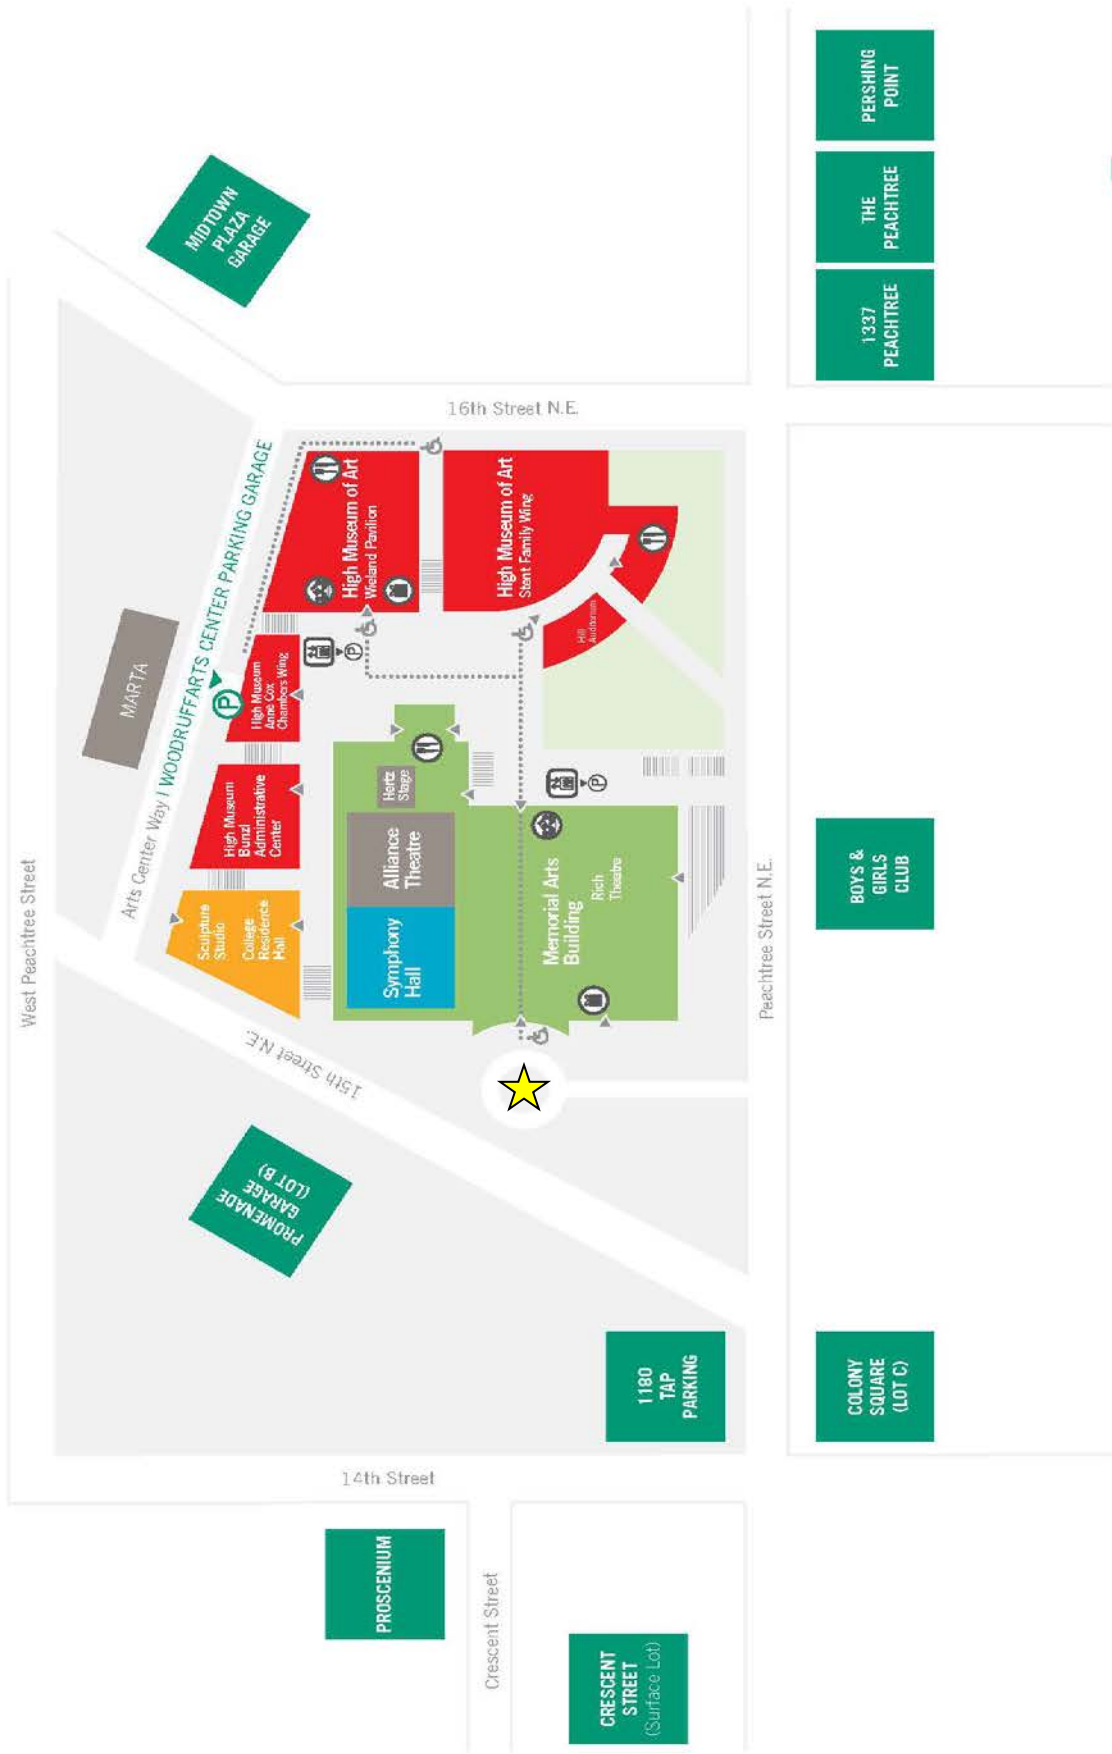 PERSHING
POINT
THE
PEACHTREE
1337
PEACHTREE
MIDTOWN
PLAZA
GARAGE
16th Street N.E.
MARTA
Arts Center Way | WOODRUFFARTS CENTER PARKING GARAGE
P
High Museum of Art
Wieland Pavilion
High Museum of Art
Stent Family Wing
Hill
Auditorium
High Museum
Anne Cox
Chambers Wing
P
High Museum
Bunzl
Administrative
Center
Sculpture
Studio
College
Residence
Hall
Hertz
Stage
Alliance
Theatre
Symphony
Hall
Memorial Arts
Building
Rich
Theatre
P
West Peachtree Street
Peachtree Street N.E.
15th Street N.E.
BOYS &
GIRLS
CLUB
PROMENADE
GARAGE
(LOT B)
1180
TAP
PARKING
COLONY
SQUARE
(LOT C)
14th Street
PROSCENIUM
Crescent Street
CRESCENT
STREET
(Surface Lot)